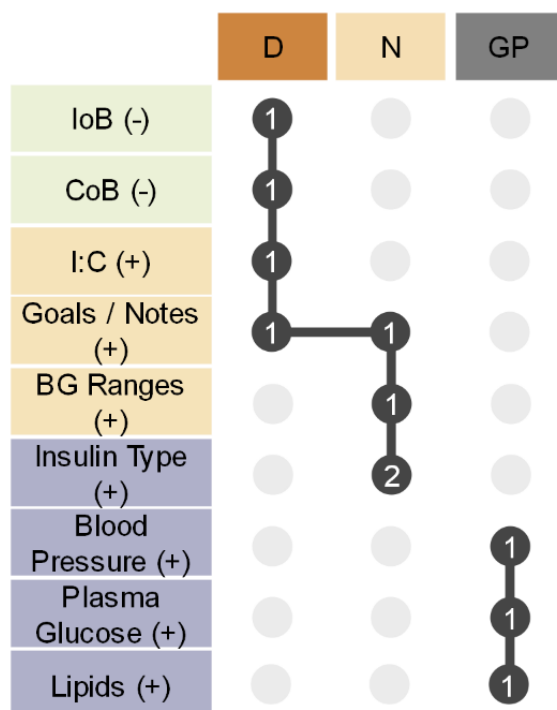 D N GP
IoB (-) 1
CoB (-) 1
I:C (+) 1
Goals / Notes
(+) 1 1
BG Ranges
(+) 1
Insulin Type
(+) 2
Blood
Pressure (+) 1
Plasma
Glucose (+) 1
Lipids (+) 1